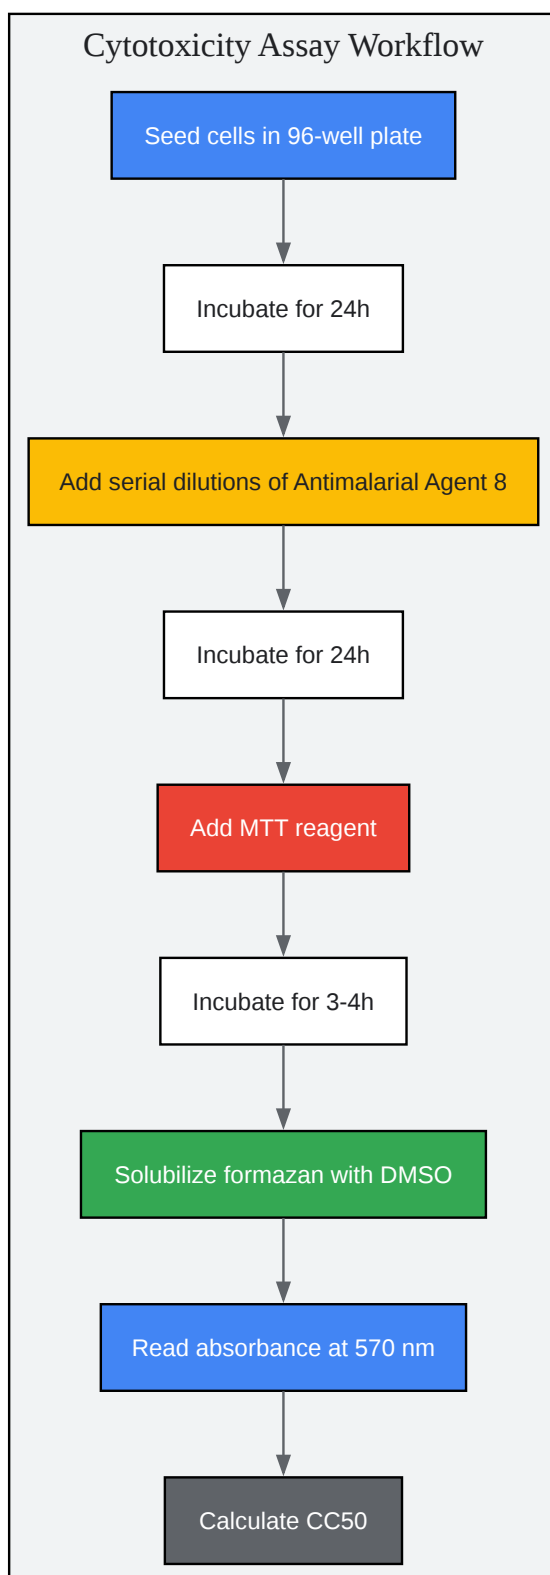 Cytotoxicity Assay Workflow
Seed cells in 96-well plate
Incubate for 24h
Add serial dilutions of Antimalarial Agent 8
Incubate for 24h
Add MTT reagent
Incubate for 3-4h
Solubilize formazan with DMSO
Read absorbance at 570 nm
Calculate CC50